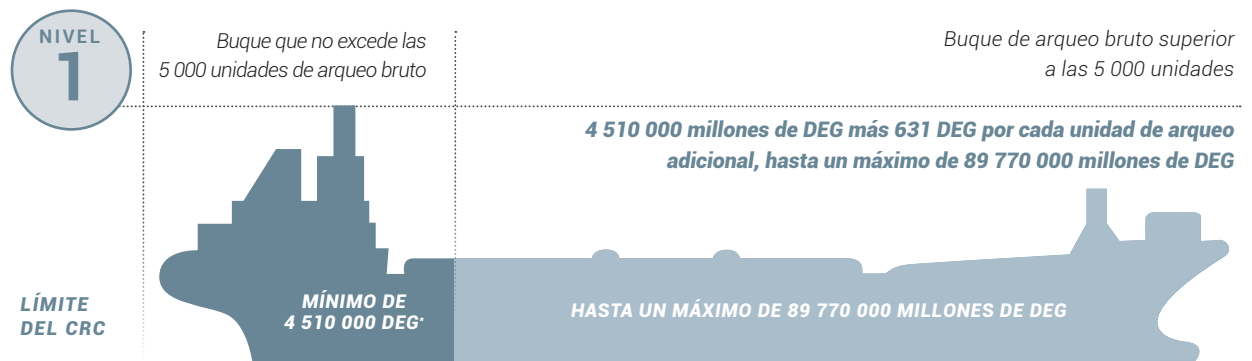 NIVEL
1
Buque que no excede las
5 000 unidades de arqueo bruto
Buque de arqueo bruto superior
a las 5 000 unidades
4 510 000 millones de DEG más 631 DEG por cada unidad de arqueo
adicional, hasta un máximo de 89 770 000 millones de DEG
LÍMITE
DEL CRC
MÍNIMO DE
4 510 000 DEG*
HASTA UN MÁXIMO DE 89 770 000 MILLONES DE DEG